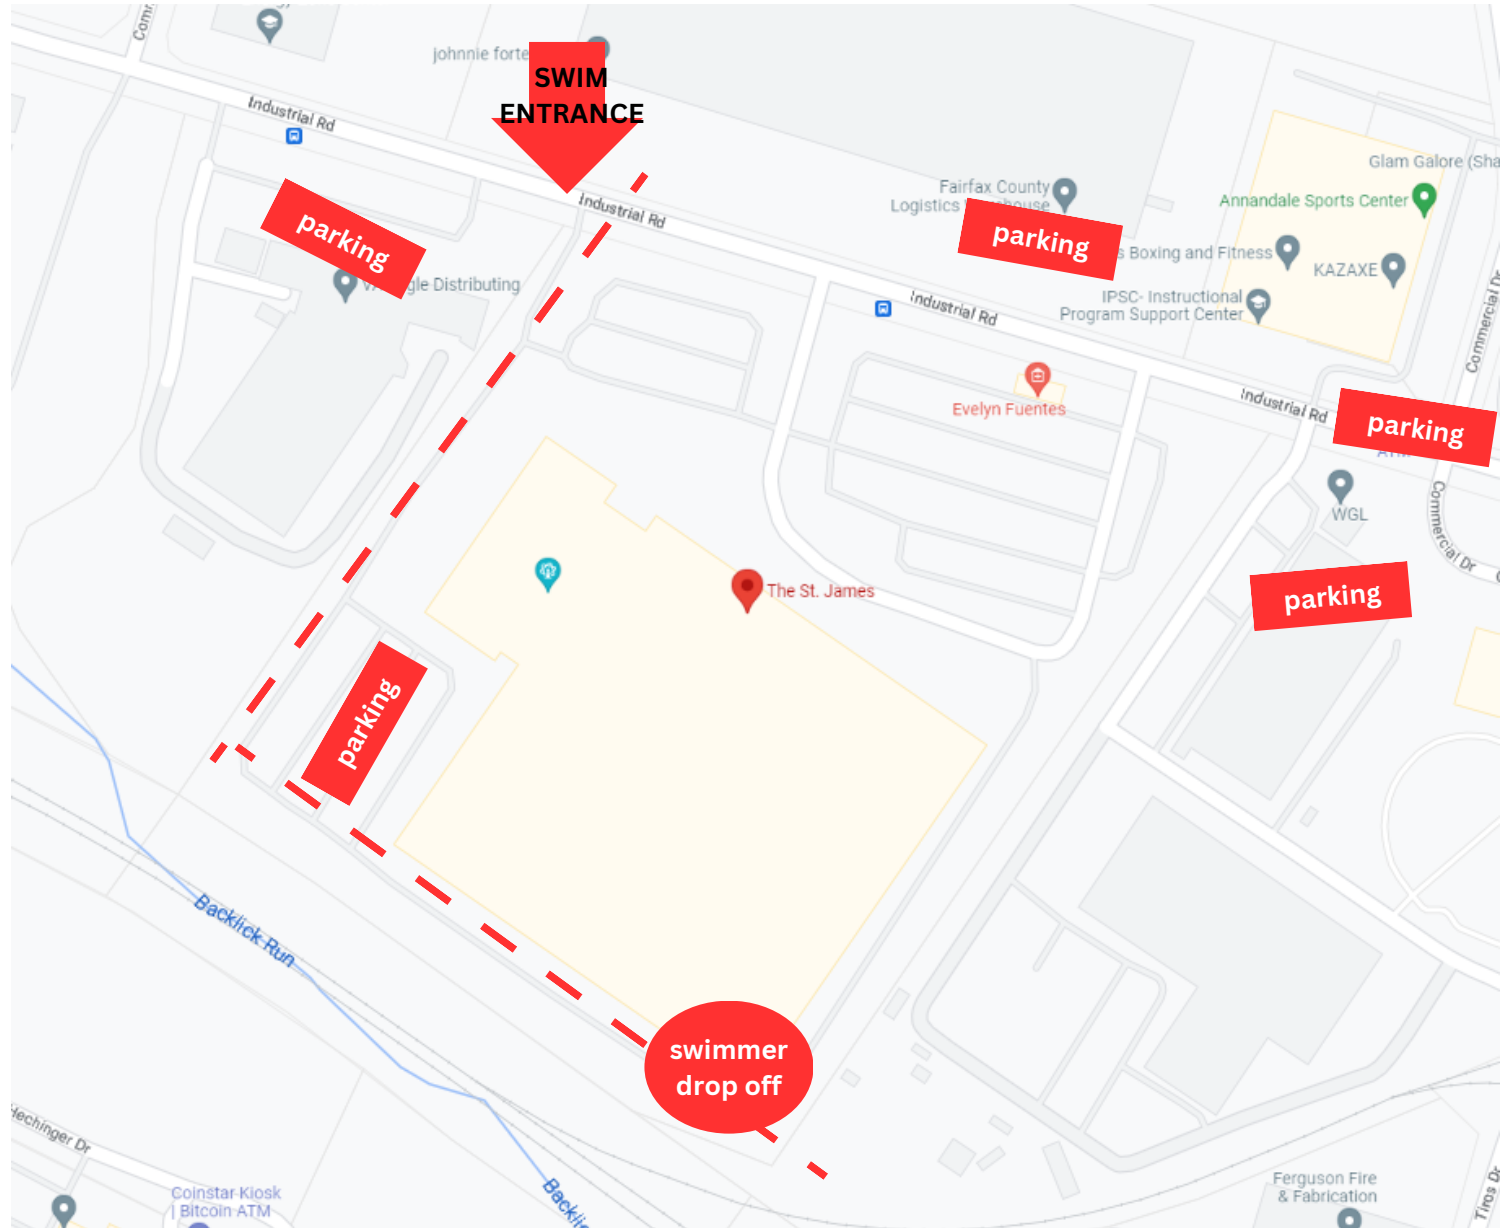 johnnie forte
SWIM
ENTRANCE
Industrial Rd
Industrial Rd
Glam Galore (Sha
Fairfax County
Logistics
Annandale Sports Center
parking
parking
Boxing and Fitness
KAZAXE
gle Distributing
IPSC- Instructional
Program Support Center
Industrial Rd
Commercial Dr
Evelyn Fuentes
Industrial Rd
parking
WGL
Commercial Dr
The St. James
parking
parking
Backlick Run
swimmer
drop off
Hechinger Dr
Coinstar Kiosk
| Bitcoin ATM
Ferguson Fire
& Fabrication
Tiros Dr